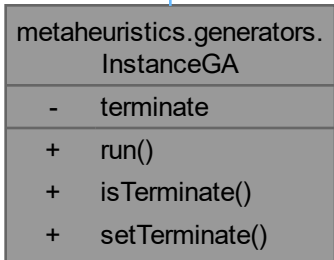 metaheuristics.generators.
InstanceGA
- terminate
+ run()
+ isTerminate()
+ setTerminate()